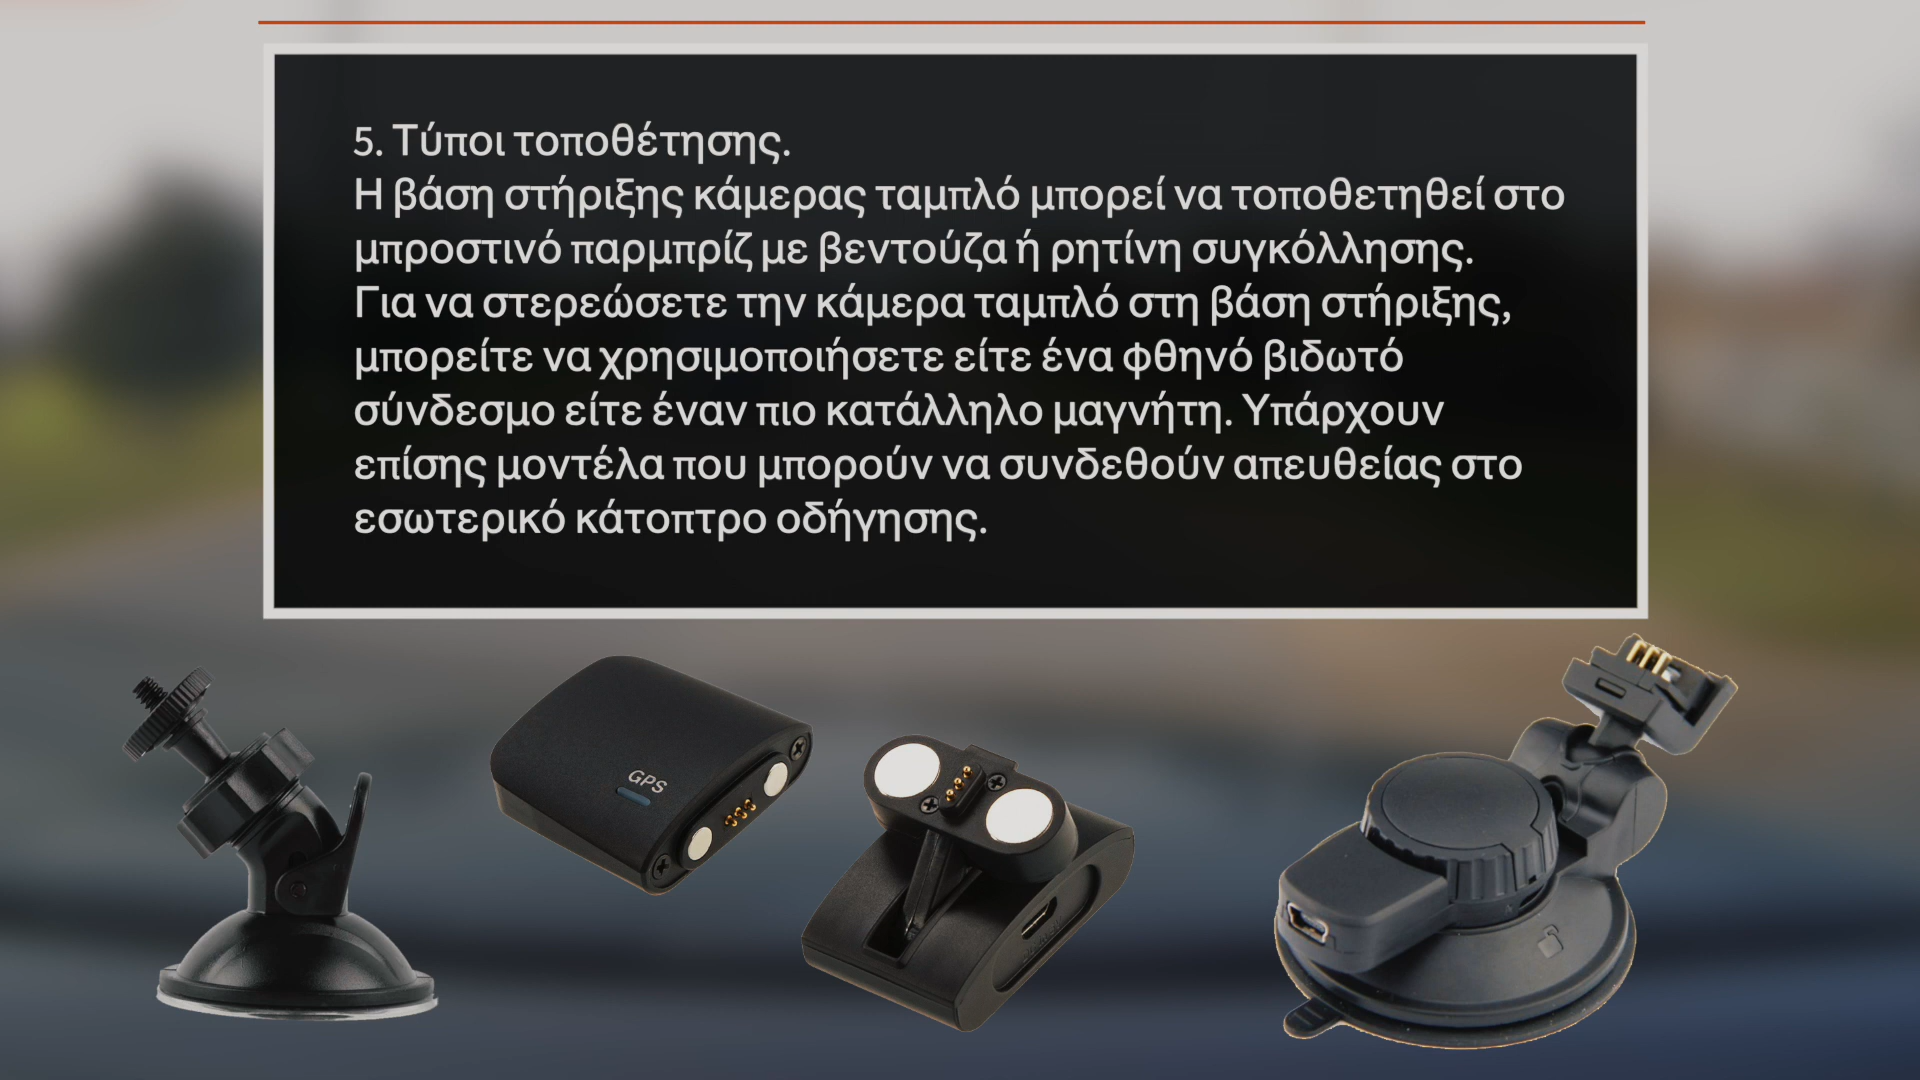 5. Τύποι τοποθέτησης.
Η βάση στήριξης κάμερας ταμπλό μπορεί να τοποθετηθεί στο
μπροστινό παρμπρίζ με βεντούζα ή ρητίνη συγκόλλησης.
Για να στερεώσετε την κάμερα ταμπλό στη βάση στήριξης,
μπορείτε να χρησιμοποιήσετε είτε ένα φθηνό βιδωτό
σύνδεσμο είτε έναν πιο κατάλληλο μαγνήτη. Υπάρχουν
επίσης μοντέλα που μπορούν να συνδεθούν απευθείας στο
εσωτερικό κάτοπτρο οδήγησης.
GPS